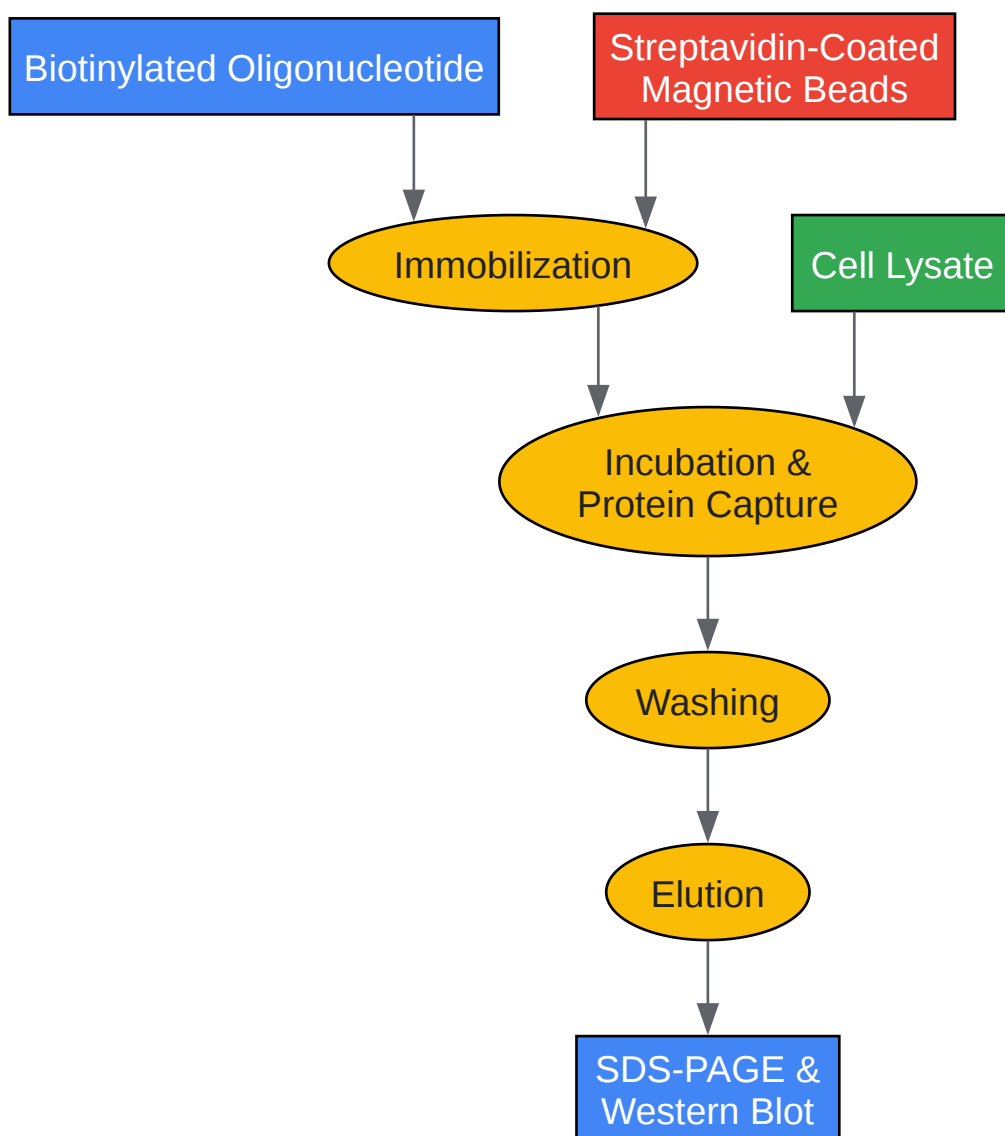 Biotinylated Oligonucleotide
Streptavidin-Coated
Magnetic Beads
Immobilization
Cell Lysate
Incubation &
Protein Capture
Washing
Elution
SDS-PAGE &
Western Blot